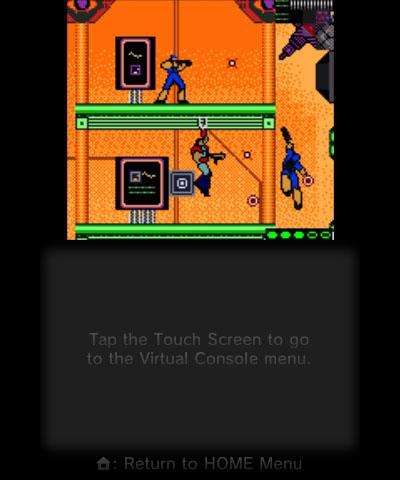 Tap the Touch Screen to go
to the Virtual Console menu.
: Return to HOME Menu